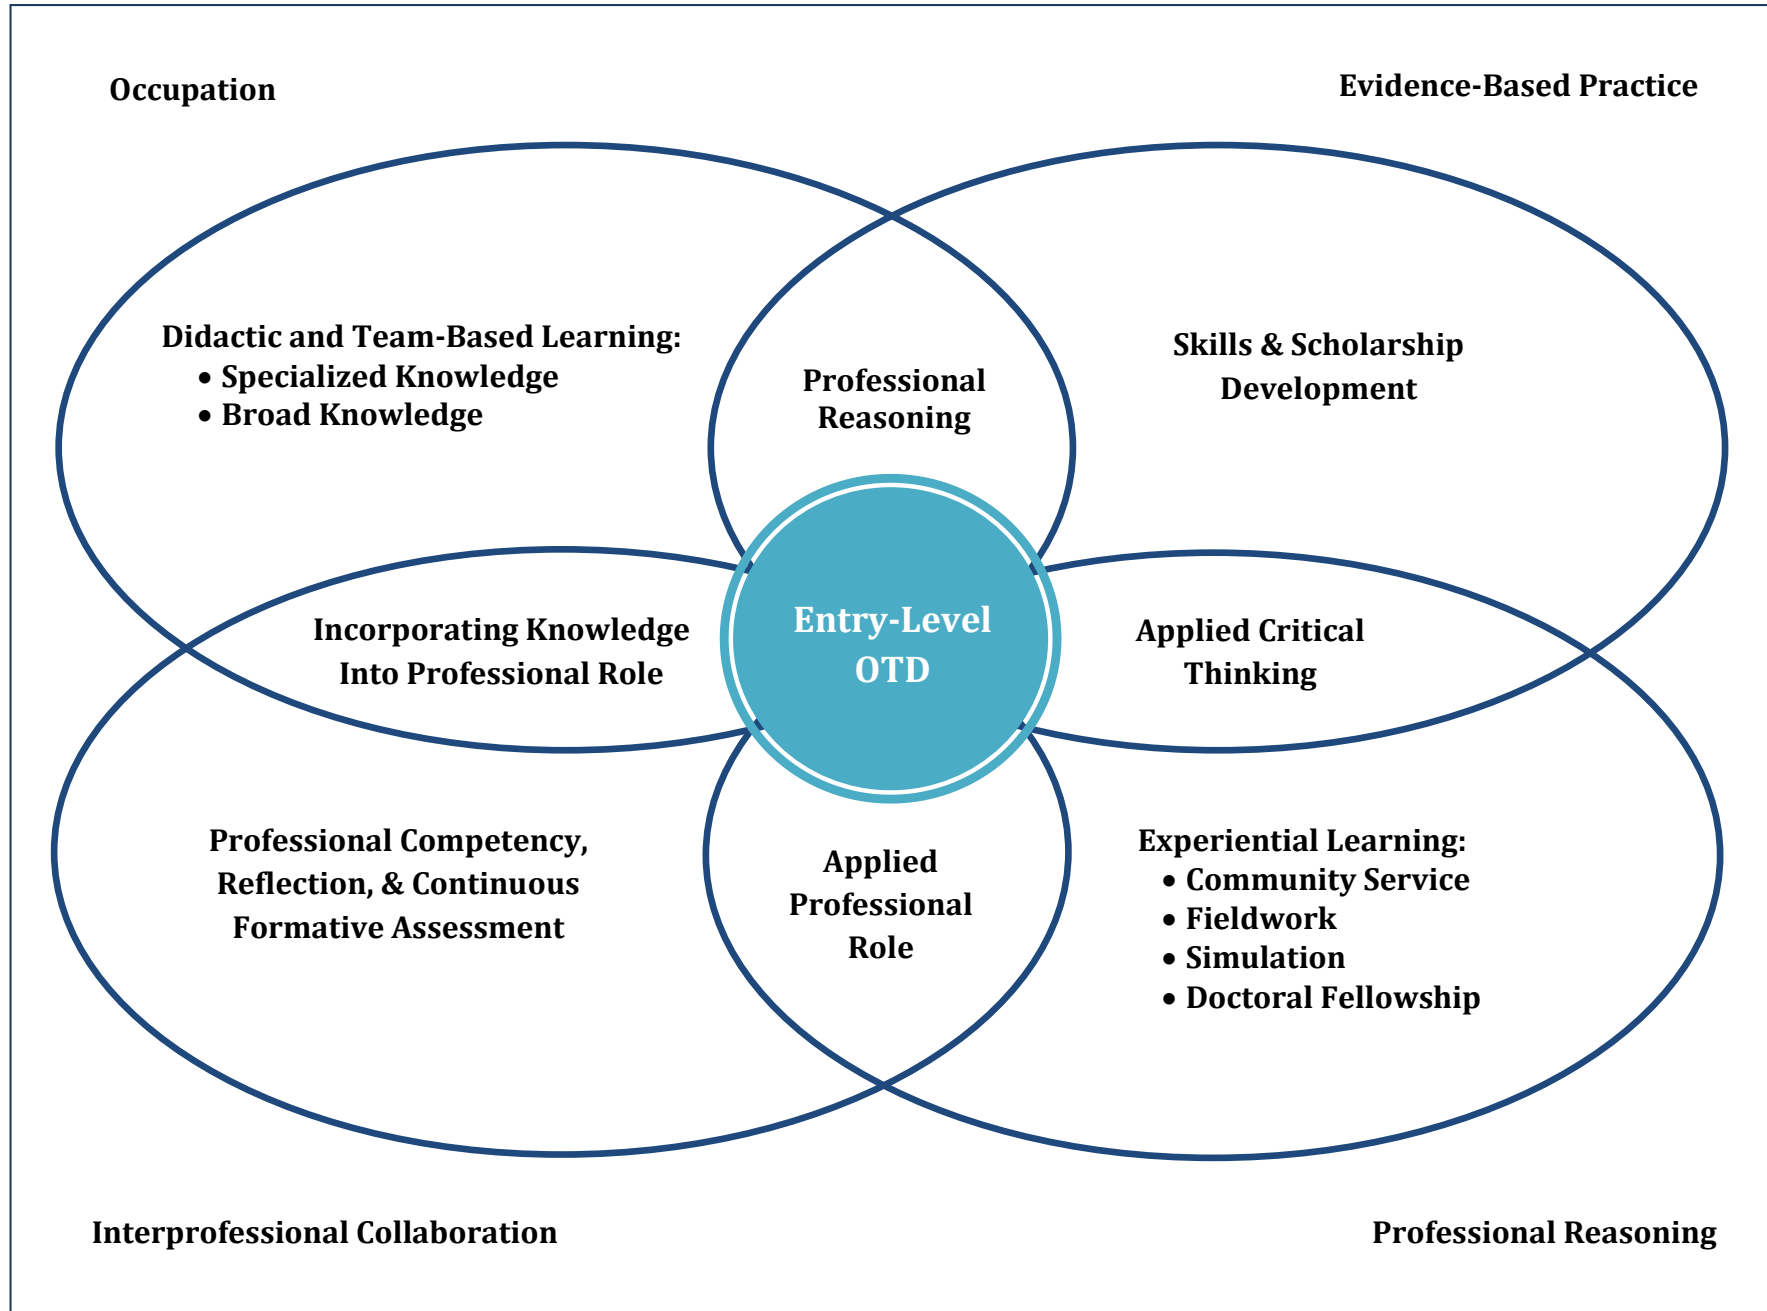 Occupation
Evidence-Based Practice
Didactic and Team-Based Learning:
• Specialized Knowledge
• Broad Knowledge
Professional
Reasoning
Skills & Scholarship
Development
Incorporating Knowledge
Into Professional Role
Entry-Level
OTD
Applied Critical
Thinking
Professional Competency,
Reflection, & Continuous
Formative Assessment
Applied
Professional
Role
Experiential Learning:
• Community Service
• Fieldwork
• Simulation
• Doctoral Fellowship
Interprofessional Collaboration
Professional Reasoning